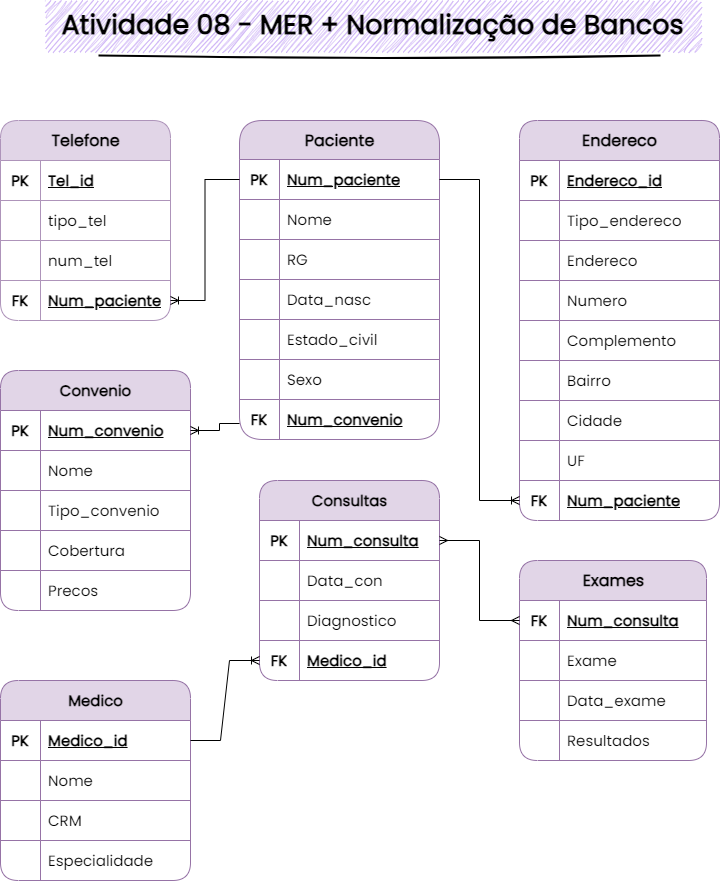 Atividade 08 - MER + Normalização de Bancos
Telefone
PK Tel_id
tipo_tel
num_tel
FK Num_paciente
Paciente
PK Num_paciente
Nome
RG
Data_nasc
Estado_civil
Sexo
FK Num_convenio
Endereco
PK Endereco_id
Tipo_endereco
Endereco
Numero
Complemento
Bairro
Cidade
UF
FK Num_paciente
Convenio
PK Num_convenio
Nome
Tipo_convenio
Cobertura
Precos
Consultas
PK Num_consulta
Data_con
Diagnostico
FK Medico_id
Exames
FK Num_consulta
Exame
Data_exame
Resultados
Medico
PK Medico_id
Nome
CRM
Especialidade